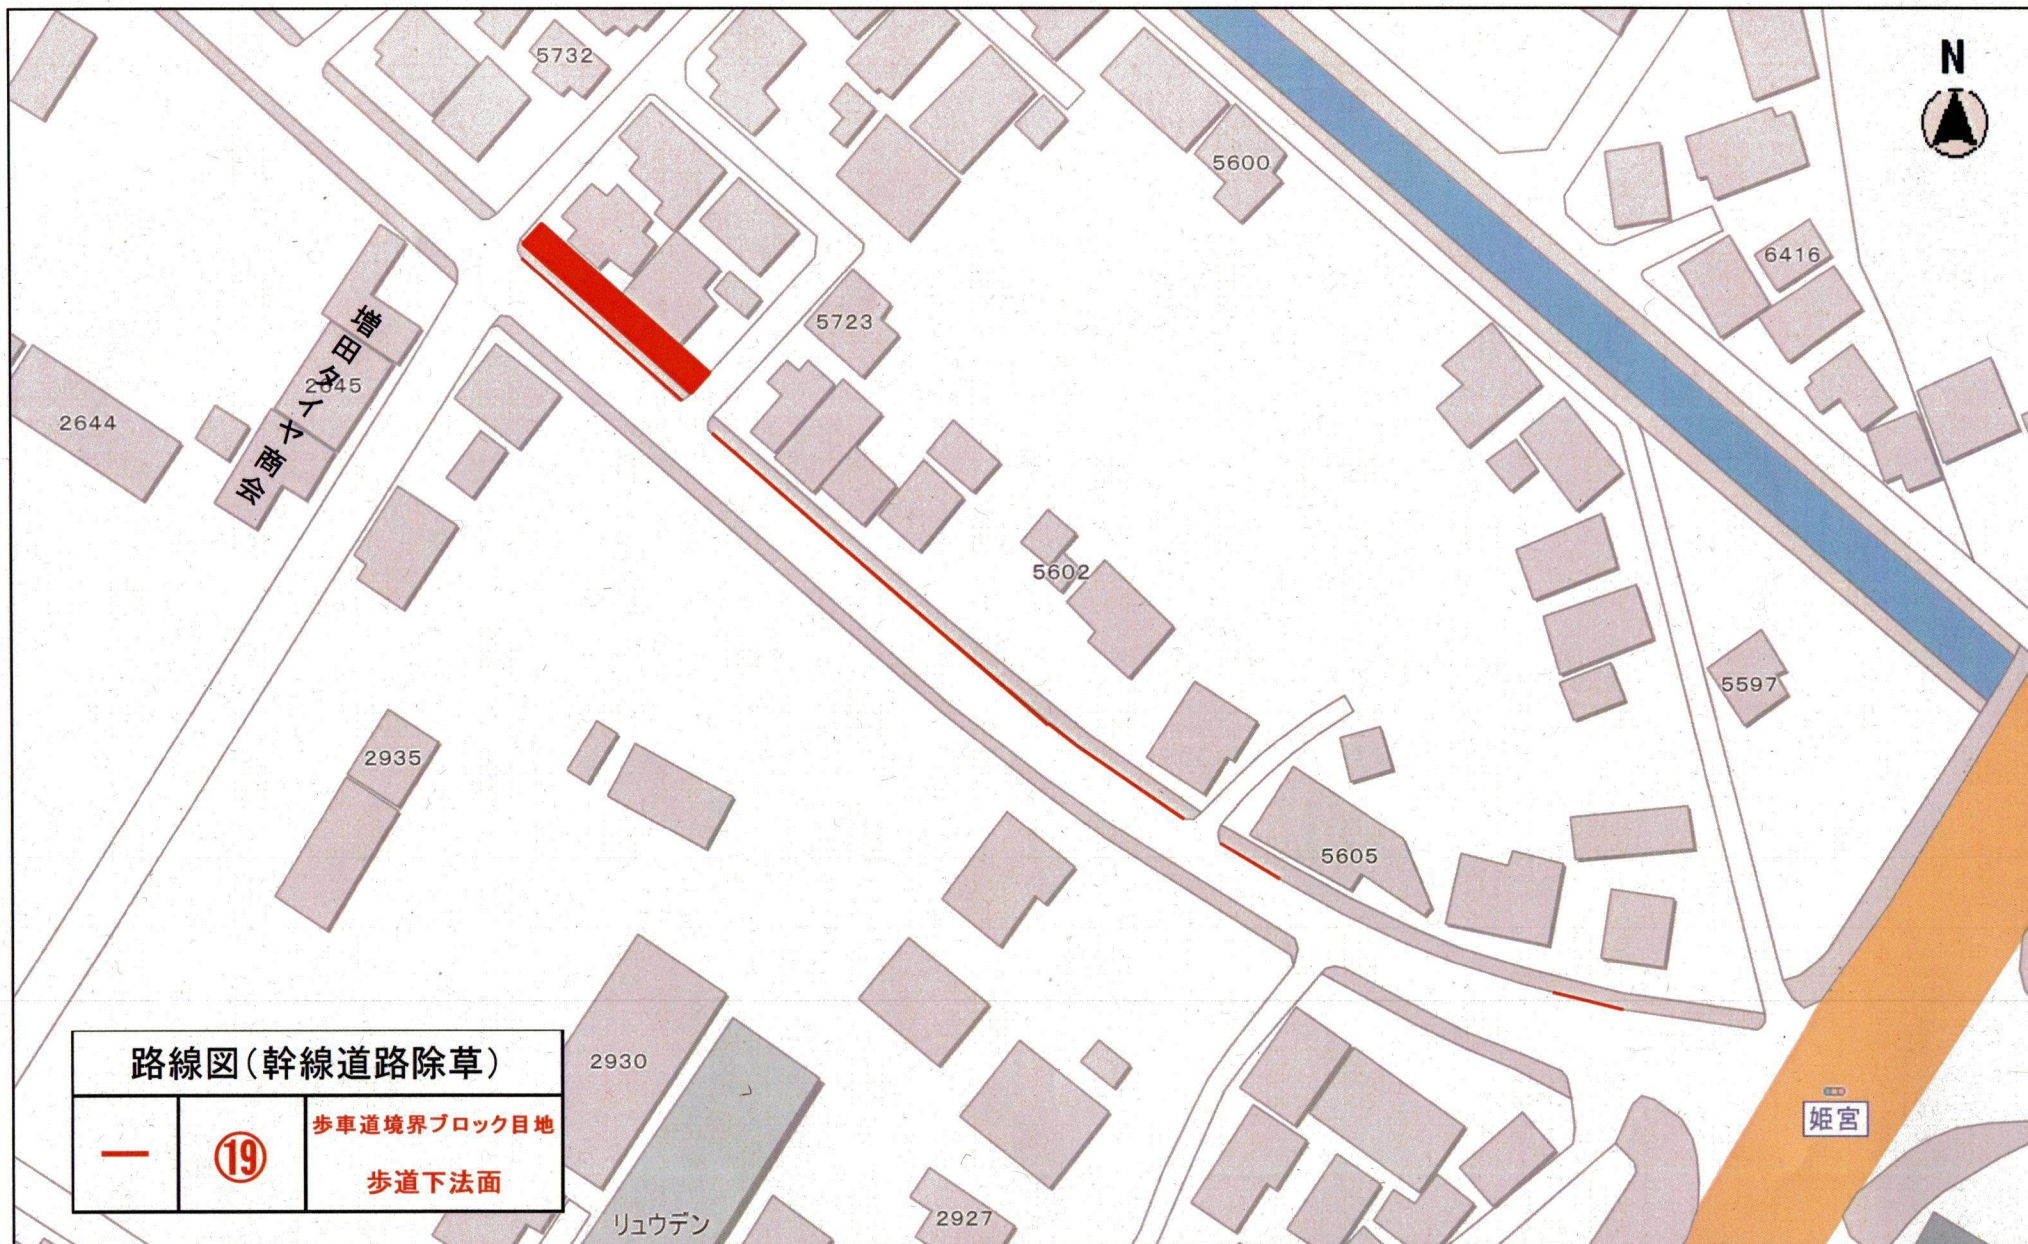 5732
N
5600
6416
5723
増田タイヤ商会
2645
2644
5602
5597
2935
5605
2930
姫宮
路線図(幹線道路除草)
— ⑲ 歩車道境界ブロック目地
歩道下法面
リュウデン
2927